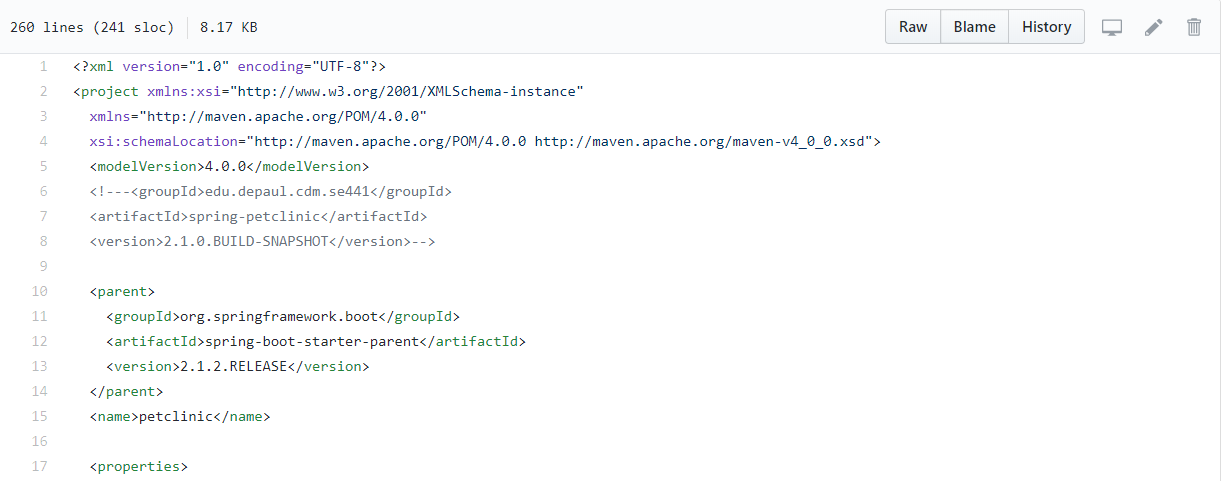 260 lines (241 sloc) 8.17 KB Raw Blame History
1 <?xml version="1.0" encoding="UTF-8"?>
2 <project xmlns:xsi="http://www.w3.org/2001/XMLSchema-instance"
3 xmlns="http://maven.apache.org/POM/4.0.0"
4 xsi:schemaLocation="http://maven.apache.org/POM/4.0.0 http://maven.apache.org/maven-v4_0_0.xsd">
5 <modelVersion>4.0.0</modelVersion>
6 <!---<groupId>edu.depaul.cdm.se441</groupId>
7 <artifactId>spring-petclinic</artifactId>
8 <version>2.1.0.BUILD-SNAPSHOT</version>-->
9
10 <parent>
11 <groupId>org.springframework.boot</groupId>
12 <artifactId>spring-boot-starter-parent</artifactId>
13 <version>2.1.2.RELEASE</version>
14 </parent>
15 <name>petclinic</name>
16
17 <properties>